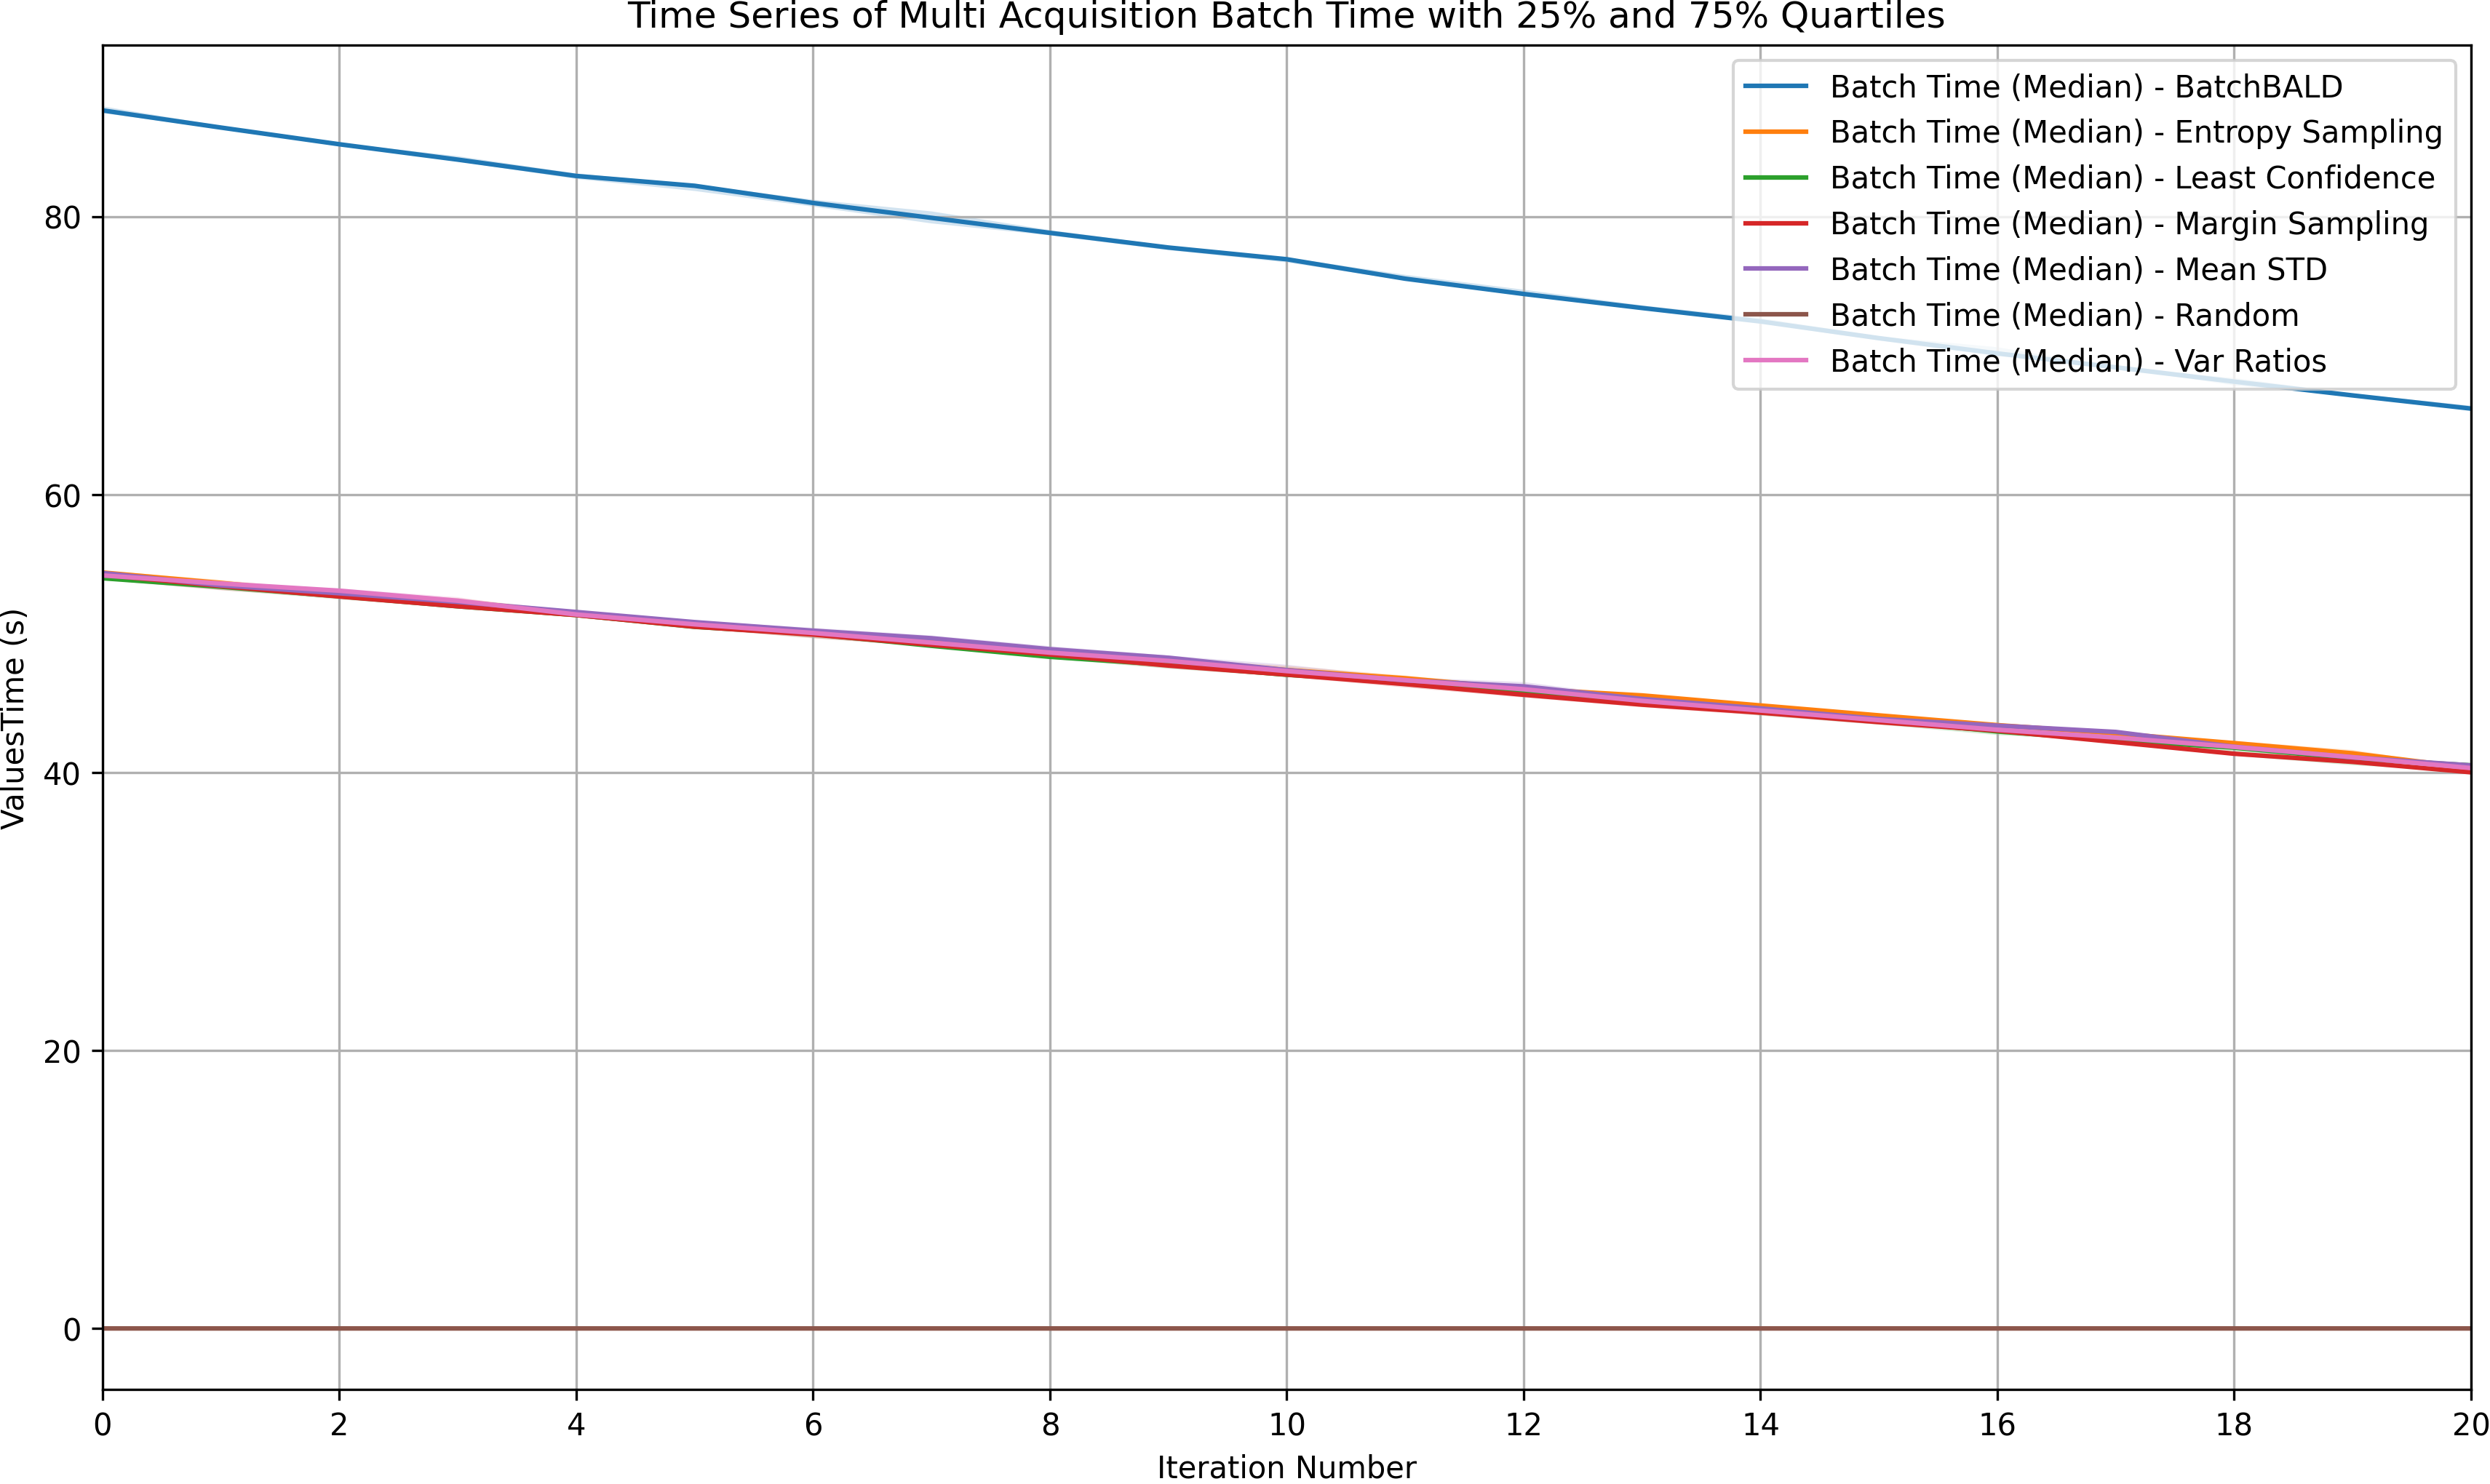 Time Series of Multi Acquisition Batch Time with 25% and 75% Quartiles
Batch Time (Median) - BatchBALD
Batch Time (Median) - Entropy Sampling
Batch Time (Median) - Least Confidence
Batch Time (Median) - Margin Sampling
Batch Time (Median) - Mean STD
Batch Time (Median) - Random
Batch Time (Median) - Var Ratios
ValuesTime (s)
80
60
40
20
0
0 2 4 6 8 10 12 14 16 18 20
Iteration Number